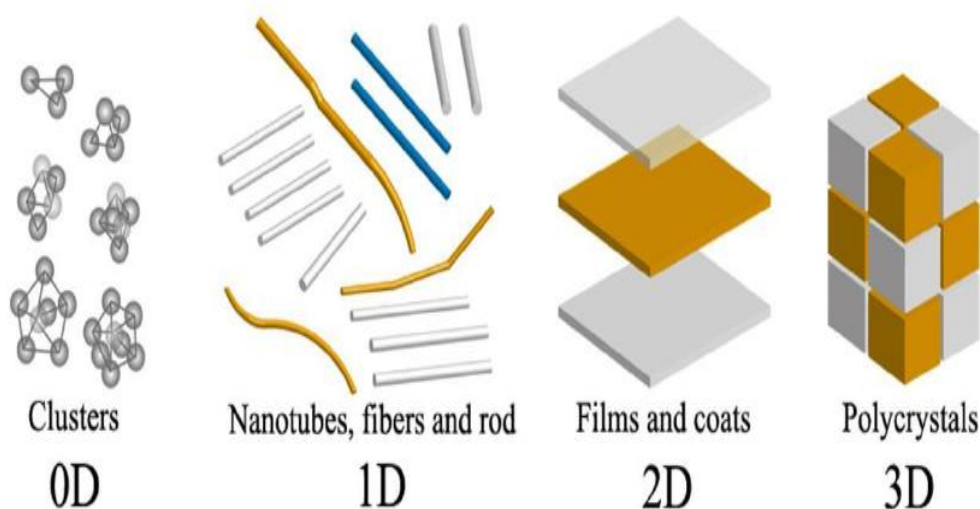 Clusters
Nanotubes, fibers and rod
Films and coats
Polycrystals
0D
1D
2D
3D